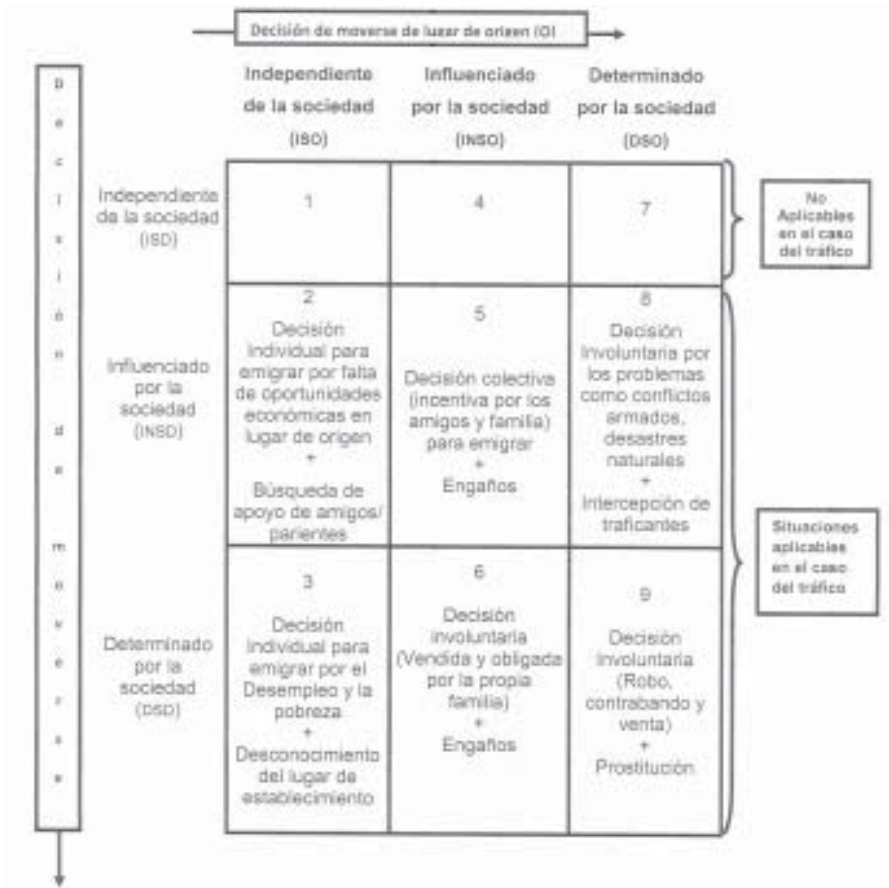 Decisión de moverse de lugar de origen (O)
Independiente
de la sociedad
(ISO)
Influenciado
por la sociedad
(INSO)
Determinado
por la sociedad
(DSO)
Decisión de moverse
Independiente
de la sociedad
(ISD)
1
4
7
No
Aplicables
en el caso
del tráfico
Influenciado
por la
sociedad
(INSD)
2
Decisión
Individual para
emigrar por falta
de oportunidades
económicas en
lugar de origen
+
Búsqueda de
apoyo de amigos/
parientes
5
Decisión colectiva
(incentiva por los
amigos y familia)
para emigrar
+
Engaños
8
Decisión
Involuntaria por
los problemas
como conflictos
armados,
desastres
naturales
+
Intercepción de
traficantes
Situaciones
aplicables
en el caso
del tráfico
Determinado
por la
sociedad
(DSD)
3
Decisión
Individual para
emigrar por el
Desempleo y la
pobreza
+
Desconocimiento
del lugar de
establecimiento
6
Decisión
involuntaria
(Vendida y obligada
por la propia
familia)
+
Engaños
9
Decisión
Involuntaria
(Robo,
contrabando y
venta)
+
Prostitución